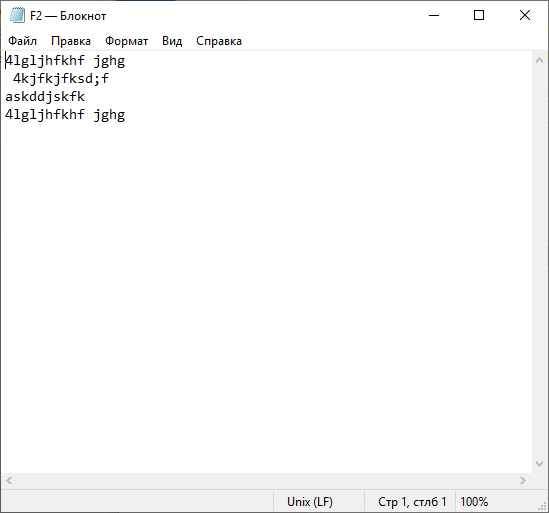 F2 — Блокнот
Файл Правка Формат Вид Справка
4lgljhfkhf jghg
 4kjfkjfksd;f
askddjskfk
4lgljhfkhf jghg
Unix (LF) Стр 1, стлб 1 100%